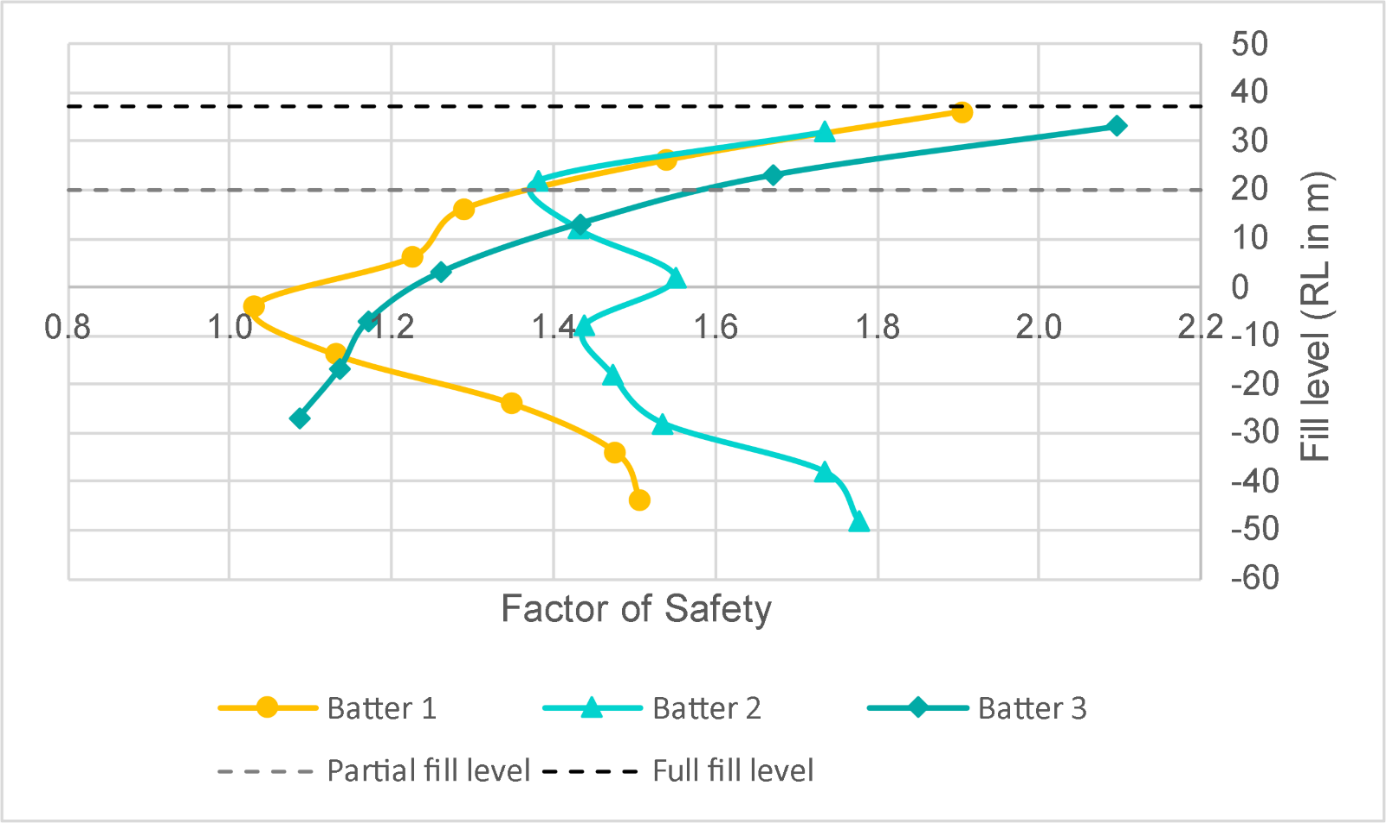 50
40
30
20
10
0
0.8 1.0 1.2 1.4 1.6 1.8 2.0 2.2
-10
-20
-30
-40
-50
-60
Fill level (RL in m)
Factor of Safety
Batter 1 Batter 2 Batter 3
Partial fill level Full fill level